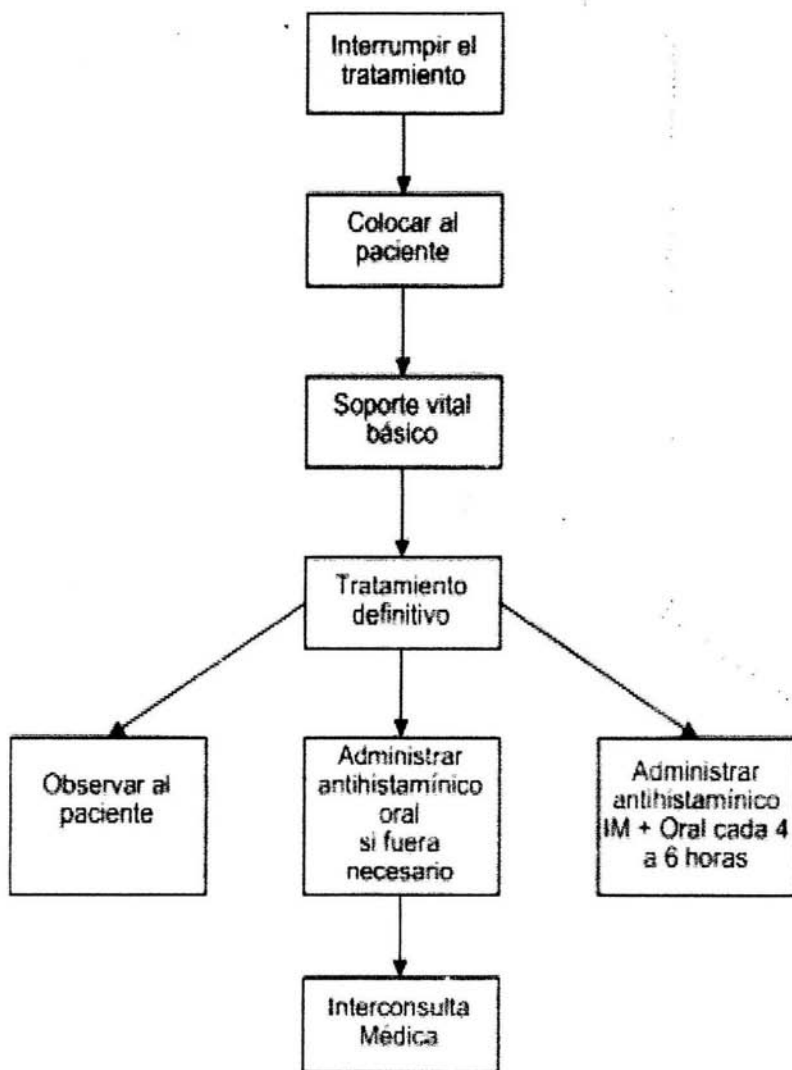 Interrumpir el
tratamiento
Colocar al
paciente
Soporte vital
básico
Tratamiento
definitivo
Observar al
paciente
Administrar
antihistamínico
oral
si fuera
necesario
Administrar
antihistamínico
IM + Oral cada 4
a 6 horas
Interconsulta
Médica